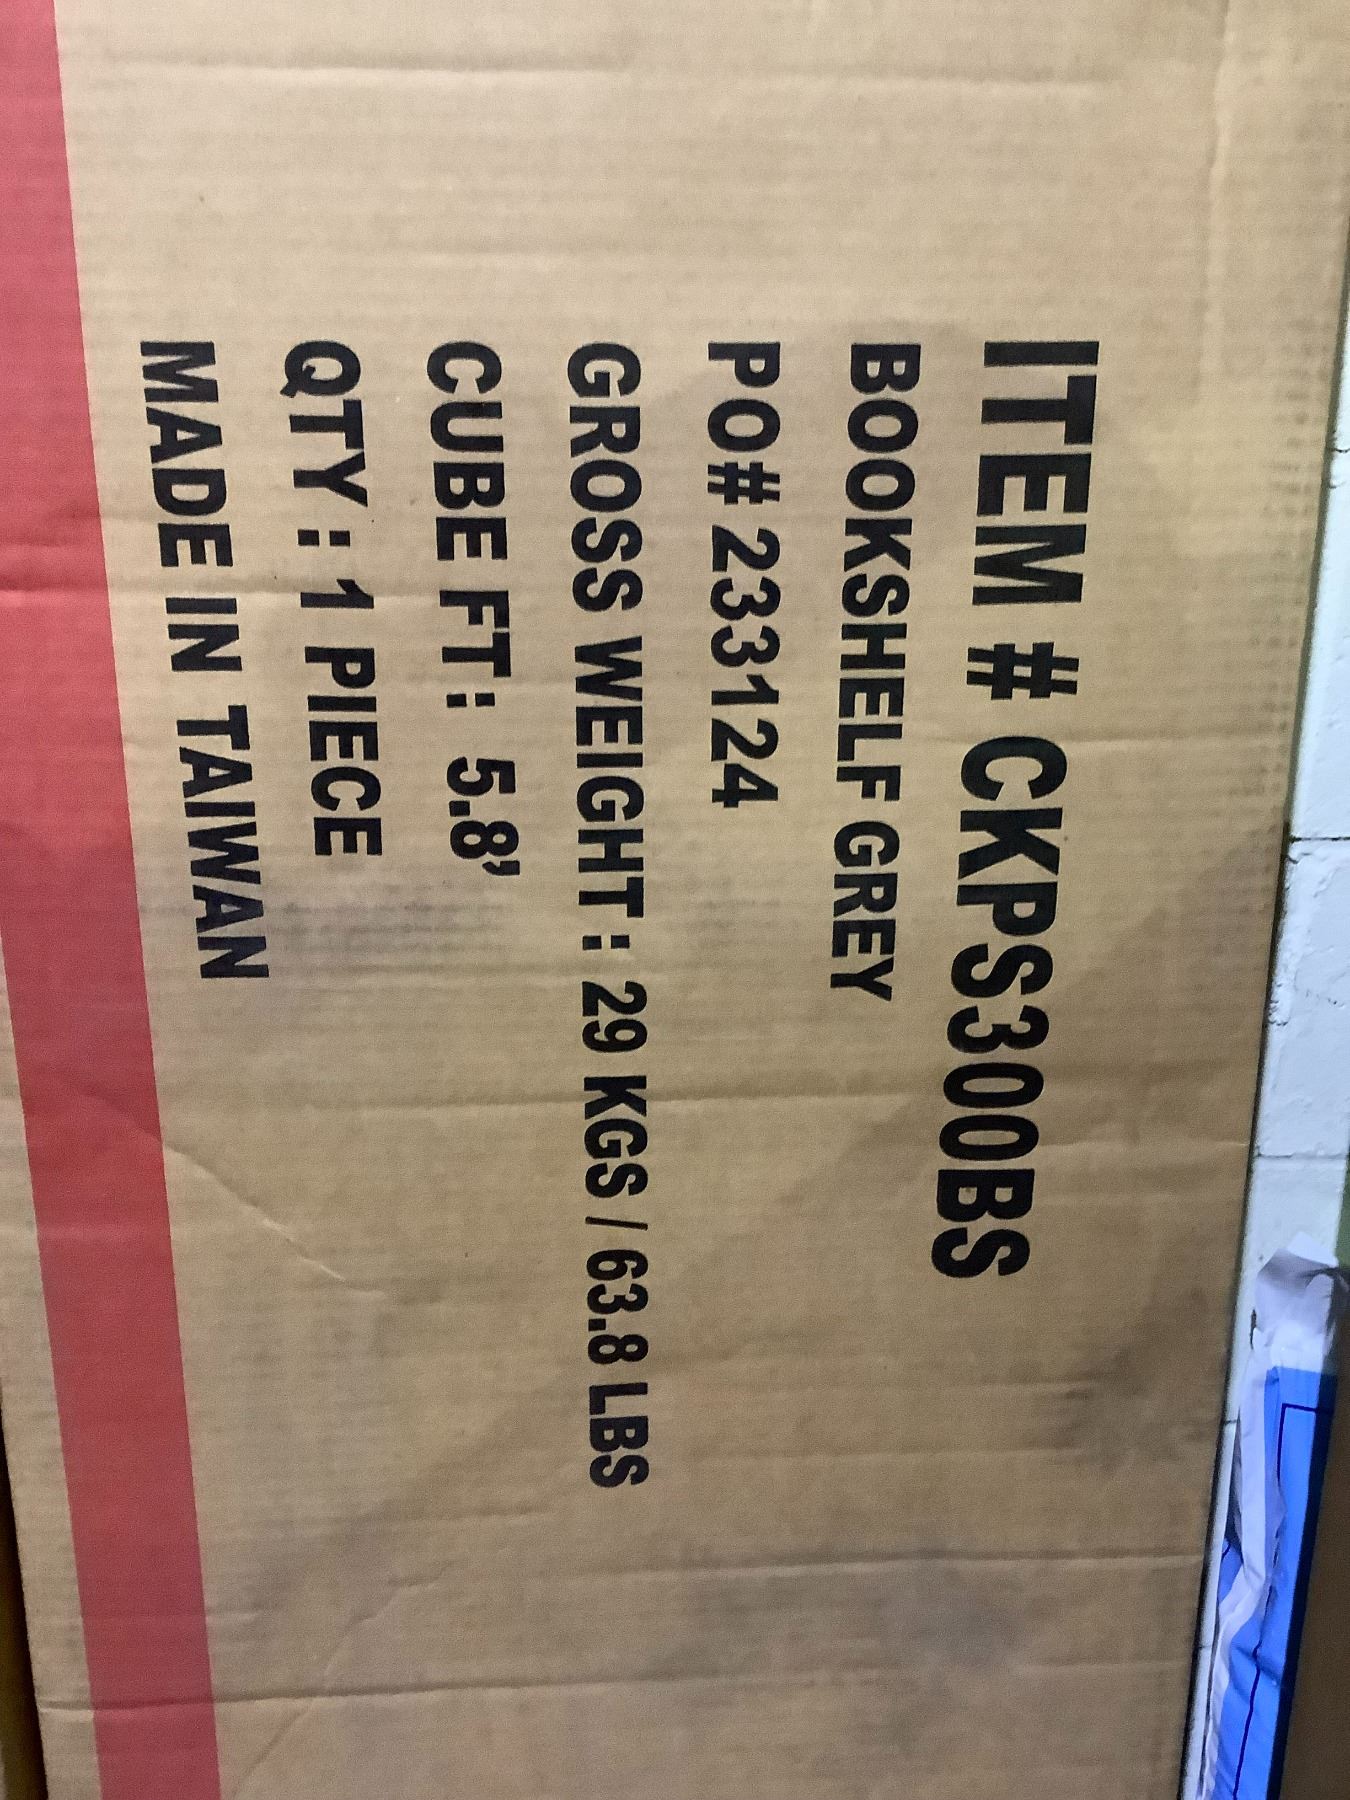 ITEM # CKPS300BS
BOOKSHELF GREY
PO# 233124
GROSS WEIGHT : 29 KGS / 63.8 LBS
CUBE FT : 5.8'
QTY : 1 PIECE
MADE IN TAIWAN